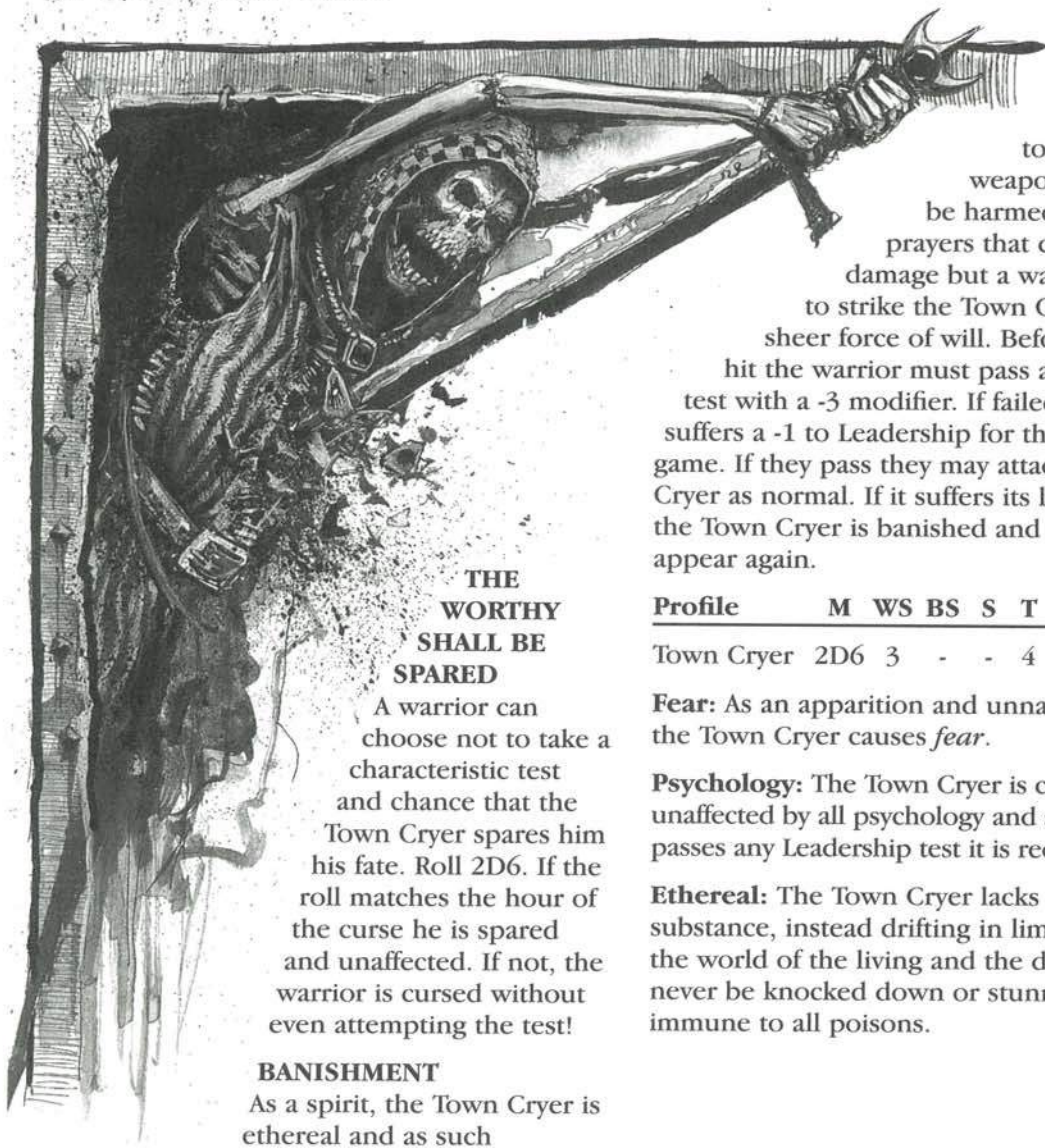 THE
WORTHY
SHALL BE
SPARED
A warrior can
choose not to take a
characteristic test
and chance that the
Town Cryer spares him
his fate. Roll 2D6. If the
roll matches the hour of
the curse he is spared
and unaffected. If not, the
warrior is cursed without
even attempting the test!
BANISHMENT
As a spirit, the Town Cryer is
ethereal and as such
to
weapo
be harmed
prayers that c
damage but a wa
to strike the Town C
sheer force of will. Befo
hit the warrior must pass a
test with a -3 modifier. If failed
suffers a -1 to Leadership for th
game. If they pass they may attac
Cryer as normal. If it suffers its l
the Town Cryer is banished and
appear again.
Profile M WS BS S T
Town Cryer 2D6 3 - - 4
Fear: As an apparition and unna
the Town Cryer causes fear.
Psychology: The Town Cryer is c
unaffected by all psychology and
passes any Leadership test it is rec
Ethereal: The Town Cryer lacks
substance, instead drifting in lim
the world of the living and the d
never be knocked down or stunn
immune to all poisons.